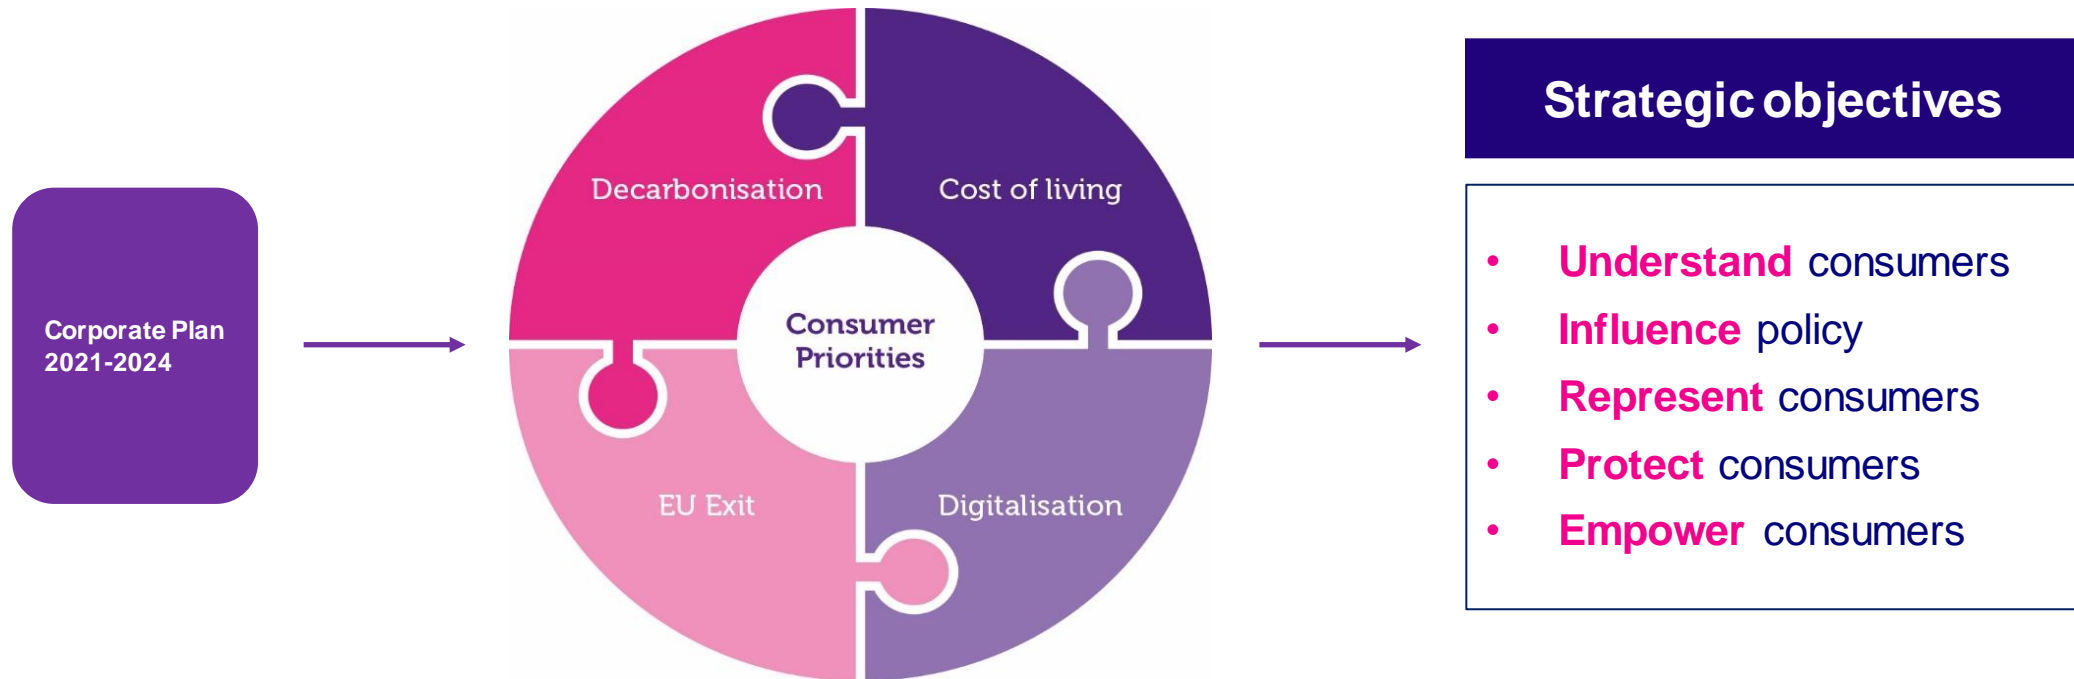 Corporate Plan
2021-2024
Decarbonisation
Cost of living
Consumer
Priorities
EU Exit
Digitalisation
Strategic objectives
• Understand consumers
• Influence policy
• Represent consumers
• Protect consumers
• Empower consumers